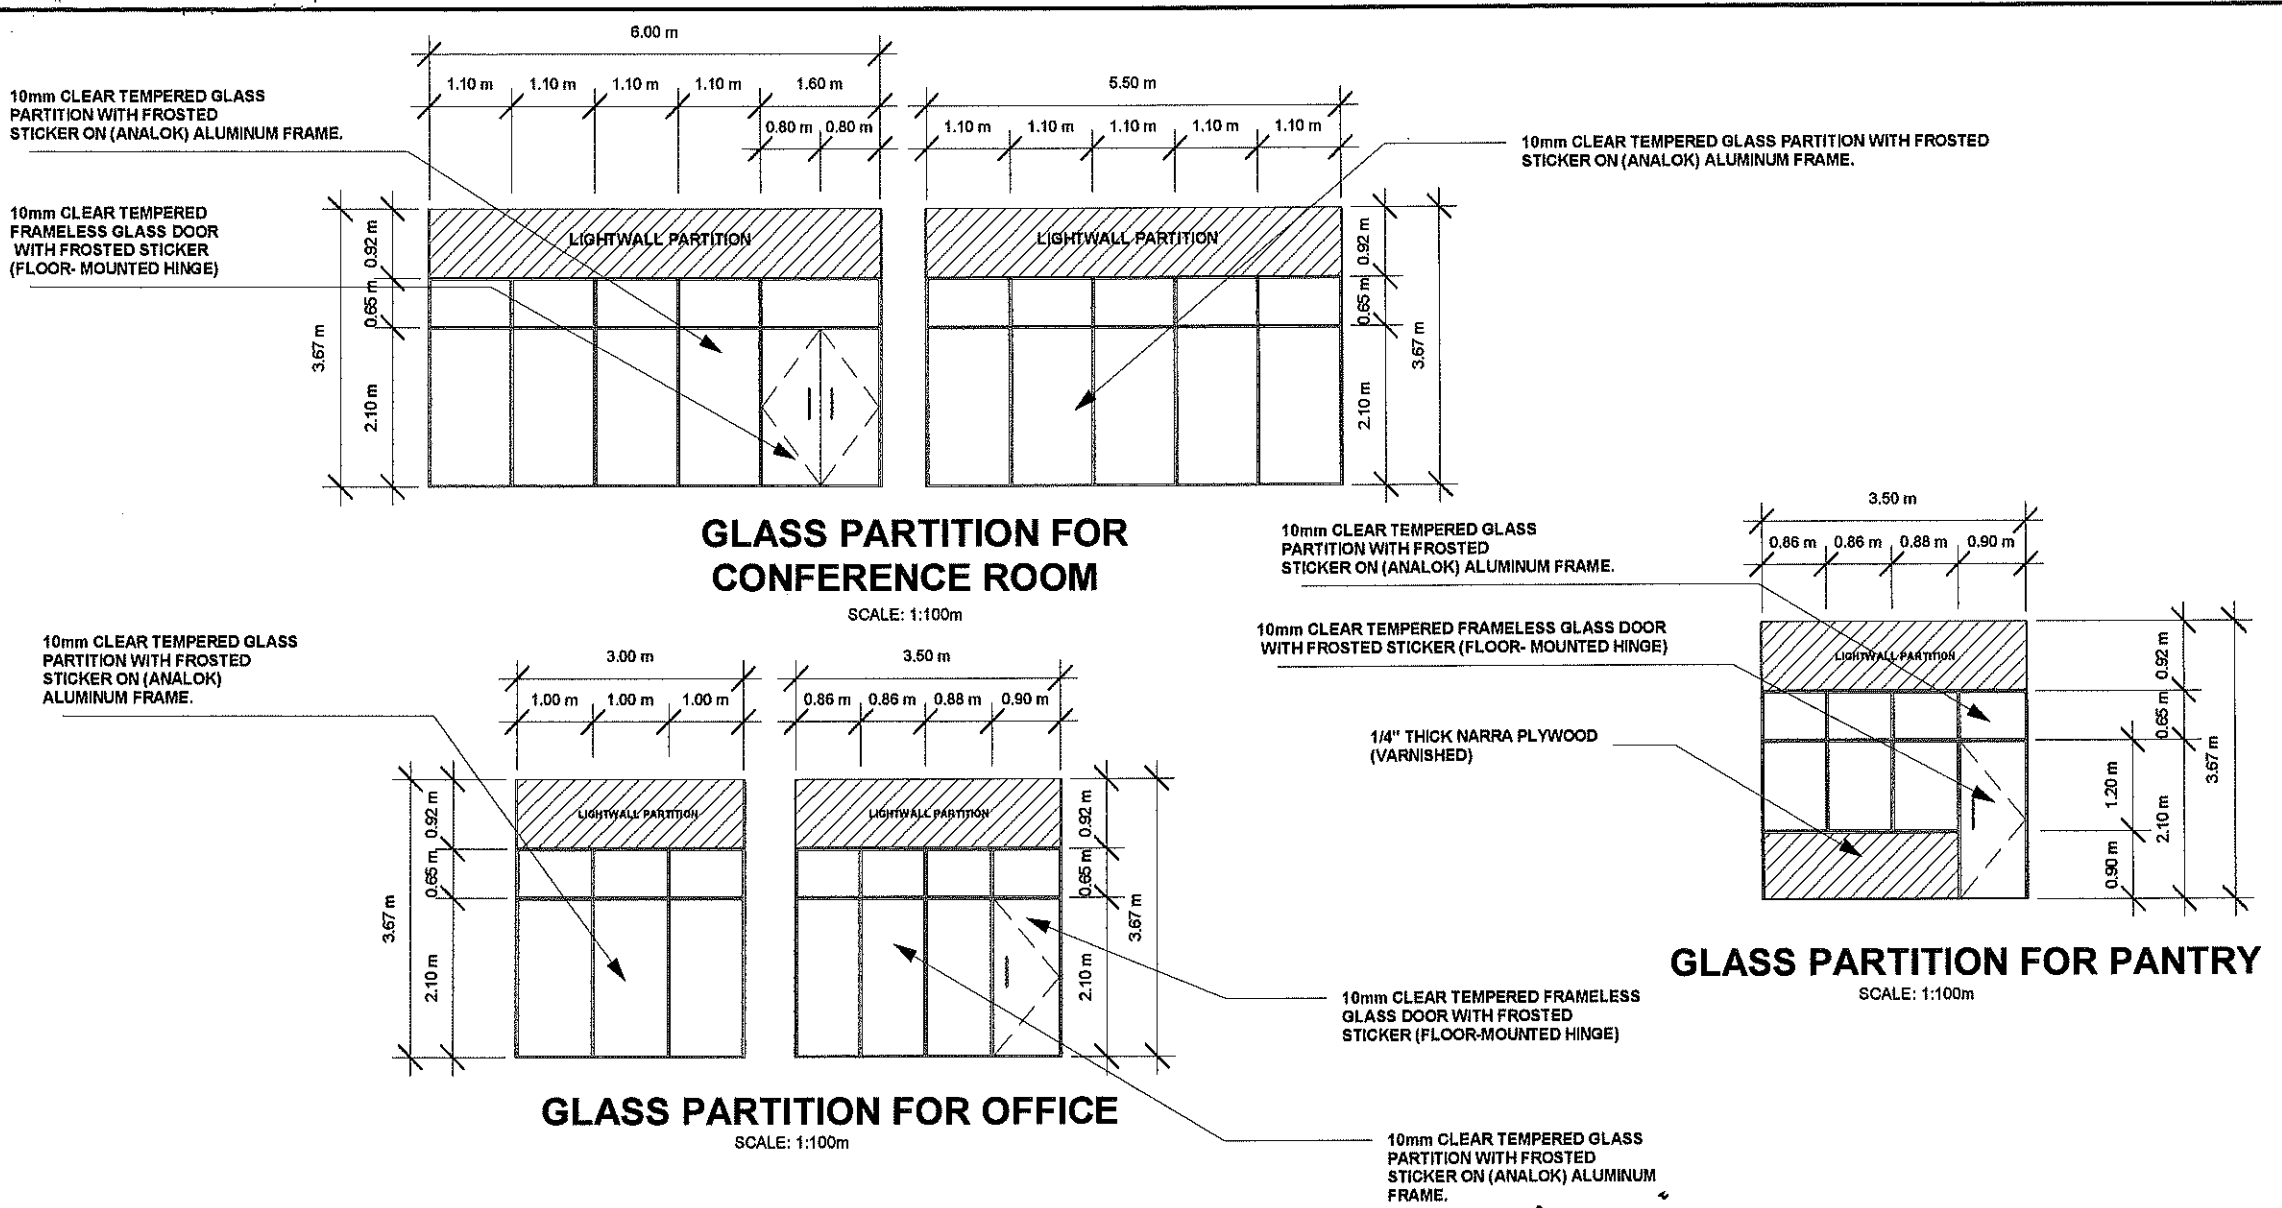 6.00 m
1.10 m 1.10 m 1.10 m 1.10 m 1.60 m
0.80 m 0.80 m
5.50 m
1.10 m 1.10 m 1.10 m 1.10 m 1.10 m
10mm CLEAR TEMPERED GLASS
PARTITION WITH FROSTED
STICKER ON (ANALOK) ALUMINUM FRAME.
10mm CLEAR TEMPERED
FRAMELESS GLASS DOOR
WITH FROSTED STICKER
(FLOOR- MOUNTED HINGE)
10mm CLEAR TEMPERED GLASS PARTITION WITH FROSTED
STICKER ON (ANALOK) ALUMINUM FRAME.
3.67 m
0.92 m
0.65 m
2.10 m
LIGHTWALL PARTITION
LIGHTWALL PARTITION
0.92 m
0.65 m
2.10 m
3.67 m
GLASS PARTITION FOR
CONFERENCE ROOM
SCALE: 1:100m
10mm CLEAR TEMPERED GLASS
PARTITION WITH FROSTED
STICKER ON (ANALOK)
ALUMINUM FRAME.
3.00 m
1.00 m 1.00 m 1.00 m
3.50 m
0.86 m 0.86 m 0.88 m 0.90 m
3.67 m
0.92 m
0.65 m
2.10 m
LIGHTWALL PARTITION
LIGHTWALL PARTITION
0.92 m
0.65 m
2.10 m
3.67 m
GLASS PARTITION FOR OFFICE
SCALE: 1:100m
10mm CLEAR TEMPERED FRAMELESS
GLASS DOOR WITH FROSTED
STICKER (FLOOR-MOUNTED HINGE)
10mm CLEAR TEMPERED GLASS
PARTITION WITH FROSTED
STICKER ON (ANALOK) ALUMINUM
FRAME.
10mm CLEAR TEMPERED GLASS
PARTITION WITH FROSTED
STICKER ON (ANALOK) ALUMINUM FRAME.
10mm CLEAR TEMPERED FRAMELESS GLASS DOOR
WITH FROSTED STICKER (FLOOR- MOUNTED HINGE)
1/4" THICK NARRA PLYWOOD
(VARNISHED)
3.50 m
0.86 m 0.86 m 0.88 m 0.90 m
LIGHTWALL PARTITION
0.92 m
0.65 m
1.20 m
2.10 m
0.90 m
3.67 m
GLASS PARTITION FOR PANTRY
SCALE: 1:100m